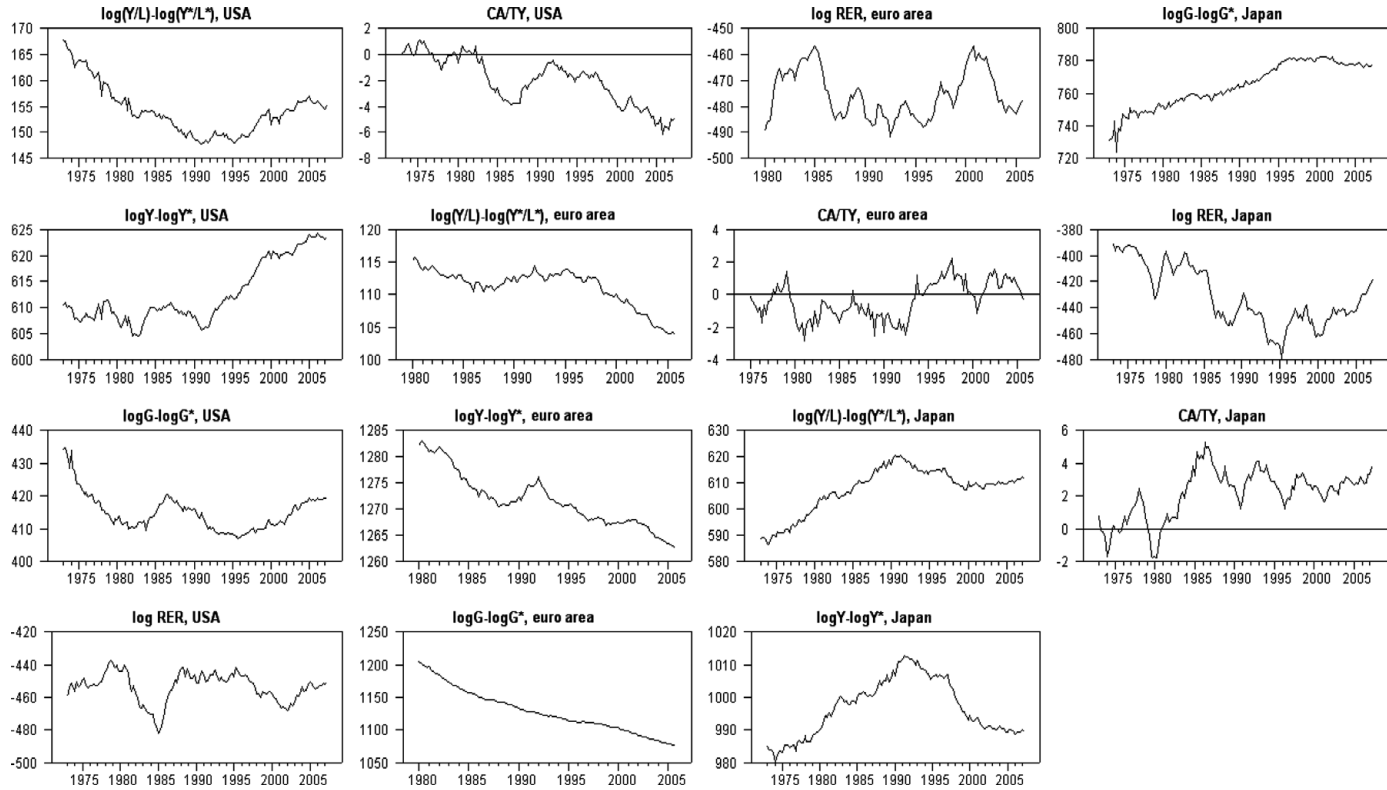 log(Y/L)-log(Y*/L*), USA
170
165
160
155
150
145
1975 1980 1985 1990 1995 2000 2005
CA/TY, USA
2
0
-2
-4
-6
-8
1975 1980 1985 1990 1995 2000 2005
log RER, euro area
-450
-460
-470
-480
-490
-500
1980 1985 1990 1995 2000 2005
logG-logG*, Japan
800
780
760
740
720
1975 1980 1985 1990 1995 2000 2005
logY-logY*, USA
625
620
615
610
605
600
1975 1980 1985 1990 1995 2000 2005
log(Y/L)-log(Y*/L*), euro area
120
115
110
105
100
1980 1985 1990 1995 2000 2005
CA/TY, euro area
4
2
0
-2
-4
1975 1980 1985 1990 1995 2000 2005
log RER, Japan
-380
-400
-420
-440
-460
-480
1975 1980 1985 1990 1995 2000 2005
logG-logG*, USA
440
430
420
410
400
1975 1980 1985 1990 1995 2000 2005
logY-logY*, euro area
1285
1280
1275
1270
1265
1260
1980 1985 1990 1995 2000 2005
log(Y/L)-log(Y*/L*), Japan
630
620
610
600
590
580
1975 1980 1985 1990 1995 2000 2005
CA/TY, Japan
6
4
2
0
-2
1975 1980 1985 1990 1995 2000 2005
log RER, USA
-420
-440
-460
-480
-500
1975 1980 1985 1990 1995 2000 2005
logG-logG*, euro area
1250
1200
1150
1100
1050
1980 1985 1990 1995 2000 2005
logY-logY*, Japan
1020
1010
1000
990
980
1975 1980 1985 1990 1995 2000 2005